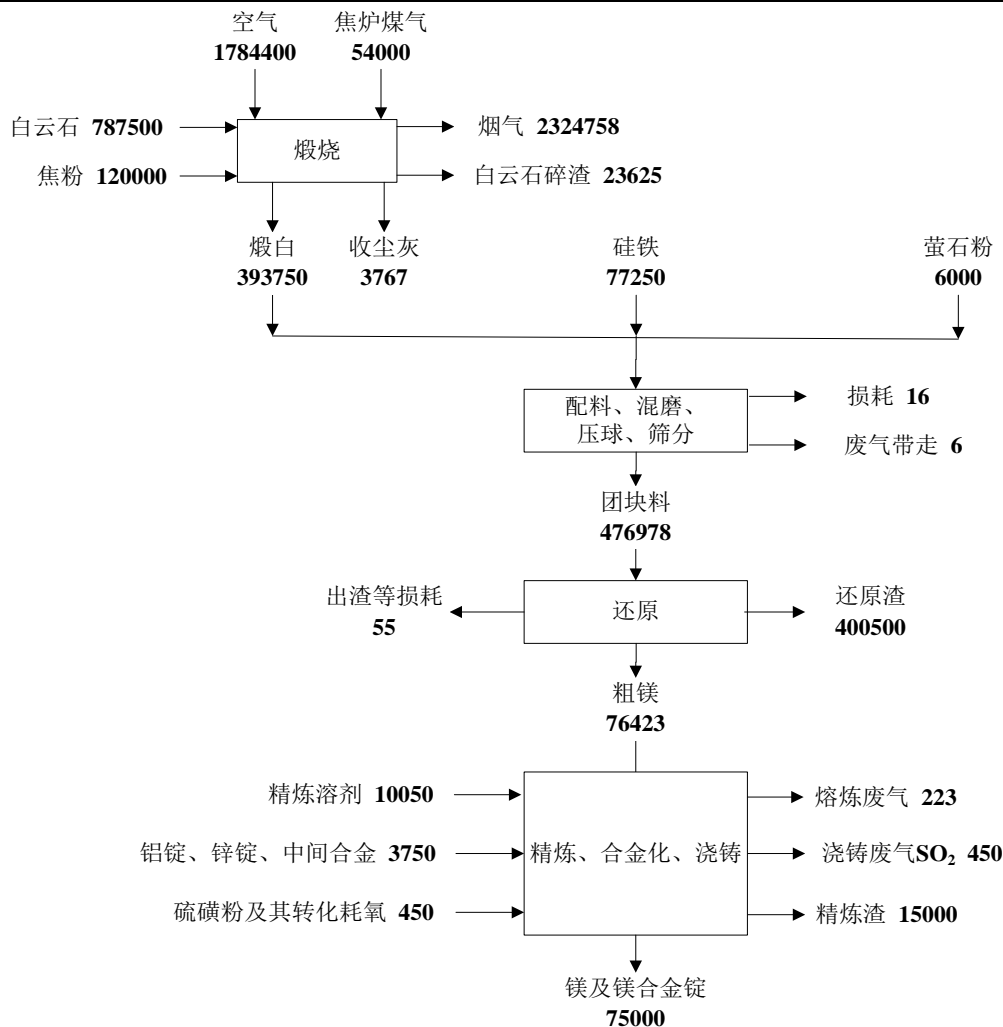 空气
1784400
焦炉煤气
54000
白云石 787500
焦粉 120000
煅烧
烟气 2324758
白云石碎渣 23625
煅白
393750
收尘灰
3767
硅铁
77250
萤石粉
6000
配料、混磨、
压球、筛分
损耗 16
废气带走 6
团块料
476978
出渣等损耗
55
还原
还原渣
400500
粗镁
76423
精炼溶剂 10050
铝锭、锌锭、中间合金 3750
硫磺粉及其转化耗氧 450
精炼、合金化、浇铸
熔炼废气 223
浇铸废气SO₂ 450
精炼渣 15000
镁及镁合金锭
75000